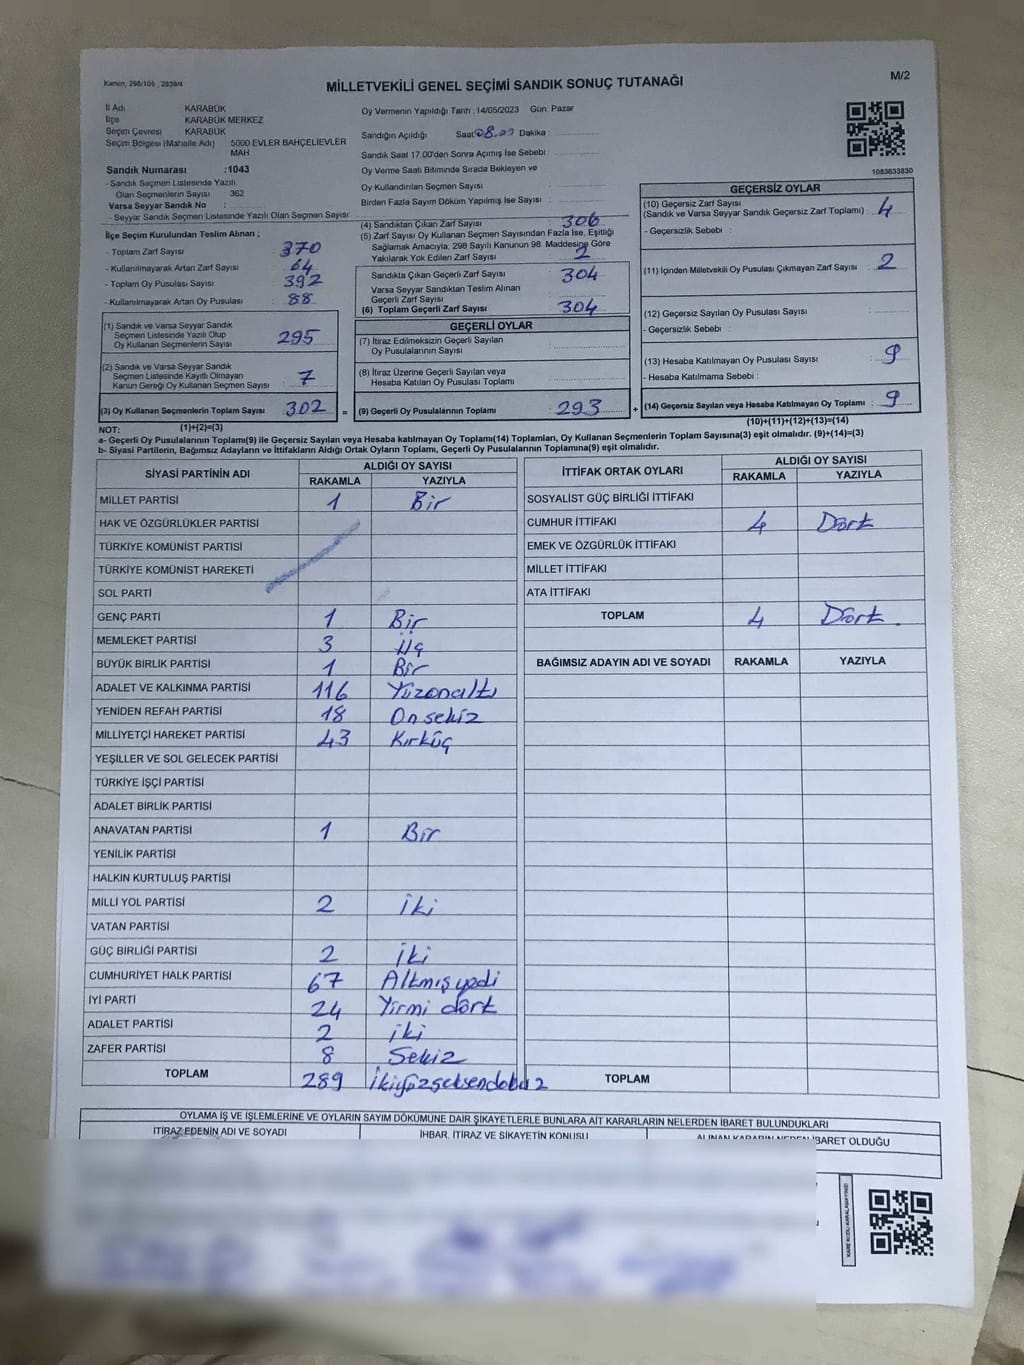 Kanun, 298/105 2839/4
MİLLETVEKİLİ GENEL SEÇİMİ SANDIK SONUÇ TUTANAĞI
M/2
İl Adı KARABÜK
İlçe KARABÜK MERKEZ
Seçim Çevresi KARABÜK
Seçim Bölgesi (Mahalle Adı) 5000 EVLER BAHÇELİEVLER
MAH
Sandık Numarası :1043
- Sandık Seçmen Listesinde Yazılı
Olan Seçmenlerin Sayısı : 362
Varsa Seyyar Sandık No :
- Seyyar Sandık Seçmen Listesinde Yazılı Olan Seçmen Sayısı:
İlçe Seçim Kurulundan Teslim Alınan ;
- Toplam Zarf Sayısı 370
- Kullanılmayarak Artan Zarf Sayısı 64
- Toplam Oy Pusulası Sayısı 392
- Kullanılmayarak Artan Oy Pusulası 88
(1) Sandık ve Varsa Seyyar Sandık
Seçmen Listesinde Yazılı Olup
Oy Kullanan Seçmenlerin Sayısı 295
(2) Sandık ve Varsa Seyyar Sandık
Seçmen Listesinde Kayıtlı Olmayan
Kanun Gereği Oy Kullanan Seçmen Sayısı 7
(3) Oy Kullanan Seçmenlerin Toplam Sayısı 302 =
Oy Vermenin Yapıldığı Tarih : 14/05/2023 Gün: Pazar
Sandığın Açıldığı Saat: 08.00 Dakika :
Sandık Saat 17.00'den Sonra Açılmış İse Sebebi:
Oy Verme Saati Bitiminde Sırada Bekleyen ve
Oy Kullandırılan Seçmen Sayısı
Birden Fazla Sayım Döküm Yapılmış İse Sayısı:
(4) Sandıktan Çıkan Zarf Sayısı 306
(5) Zarf Sayısı Oy Kullanan Seçmen Sayısından Fazla İse, Eşitliği
Sağlamak Amacıyla; 298 Sayılı Kanunun 98. Maddesine Göre
Yakılarak Yok Edilen Zarf Sayısı 2
Sandıkta Çıkan Geçerli Zarf Sayısı 304
Varsa Seyyar Sandıktan Teslim Alınan
Geçerli Zarf Sayısı
(6) Toplam Geçerli Zarf Sayısı 304
GEÇERLİ OYLAR
(7) İtiraz Edilmeksizin Geçerli Sayılan
Oy Pusulalarının Sayısı
(8) İtiraz Üzerine Geçerli Sayılan veya
Hesaba Katılan Oy Pusulası Toplamı
(9) Geçerli Oy Pusulalarının Toplamı : 293 +
1083633830
GEÇERSİZ OYLAR
(10) Geçersiz Zarf Sayısı
(Sandık ve Varsa Seyyar Sandık Geçersiz Zarf Toplamı) : 4
- Geçersizlik Sebebi :
(11) İçinden Milletvekili Oy Pusulası Çıkmayan Zarf Sayısı : 2
(12) Geçersiz Sayılan Oy Pusulası Sayısı
- Geçersizlik Sebebi :
(13) Hesaba Katılmayan Oy Pusulası Sayısı 9
- Hesaba Katılmama Sebebi :
(14) Geçersiz Sayılan veya Hesaba Katılmayan Oy Toplamı : 9
NOT: (1)+(2)=(3) (10)+(11)+(12)+(13)=(14)
a- Geçerli Oy Pusulalarının Toplamı(9) ile Geçersiz Sayılan veya Hesaba katılmayan Oy Toplamı(14) Toplamları, Oy Kullanan Seçmenlerin Toplam Sayısına(3) eşit olmalıdır. (9)+(14)=(3)
b- Siyasi Partilerin, Bağımsız Adayların ve İttifakların Aldığı Ortak Oyların Toplamı, Geçerli Oy Pusulalarının Toplamına(9) eşit olmalıdır.
SİYASİ PARTİNİN ADI ALDIĞI OY SAYISI
RAKAMLA YAZIYLA
MİLLET PARTİSİ 1 Bir
HAK VE ÖZGÜRLÜKLER PARTİSİ
TÜRKİYE KOMÜNİST PARTİSİ
TÜRKİYE KOMÜNİST HAREKETİ
SOL PARTİ
GENÇ PARTİ 1 Bir
MEMLEKET PARTİSİ 3 Üç
BÜYÜK BİRLİK PARTİSİ 1 Bir
ADALET VE KALKINMA PARTİSİ 116 Yüzonaltı
YENİDEN REFAH PARTİSİ 18 Onsekiz
MİLLİYETÇİ HAREKET PARTİSİ 43 Kırküç
YEŞİLLER VE SOL GELECEK PARTİSİ
TÜRKİYE İŞÇİ PARTİSİ
ADALET BİRLİK PARTİSİ
ANAVATAN PARTİSİ 1 Bir
YENİLİK PARTİSİ
HALKIN KURTULUŞ PARTİSİ
MİLLİ YOL PARTİSİ 2 İki
VATAN PARTİSİ
GÜÇ BİRLİĞİ PARTİSİ 2 İki
CUMHURİYET HALK PARTİSİ 67 Altmışyedi
İYİ PARTİ 24 Yirmi dört
ADALET PARTİSİ 2 iki
ZAFER PARTİSİ 8 Sekiz
TOPLAM 289 İkiyüzseksendokuz
İTTİFAK ORTAK OYLARI ALDIĞI OY SAYISI
RAKAMLA YAZIYLA
SOSYALİST GÜÇ BİRLİĞİ İTTİFAKI
CUMHUR İTTİFAKI 4 Dört
EMEK VE ÖZGÜRLÜK İTTİFAKI
MİLLET İTTİFAKI
ATA İTTİFAKI
TOPLAM 4 Dört.
BAĞIMSIZ ADAYIN ADI VE SOYADI RAKAMLA YAZIYLA
TOPLAM
OYLAMA İŞ VE İŞLEMLERİNE VE OYLARIN SAYIM DÖKÜMÜNE DAİR ŞİKAYETLERLE BUNLARA AİT KARARLARIN NELERDEN İBARET BULUNDUKLARI
İTİRAZ EDENİN ADI VE SOYADI İHBAR, İTİRAZ VE ŞİKAYETİN KONUSU ALINAN KARARIN NEDEN İBARET OLDUĞU
KARE KODU KARALAMAYINIZ!